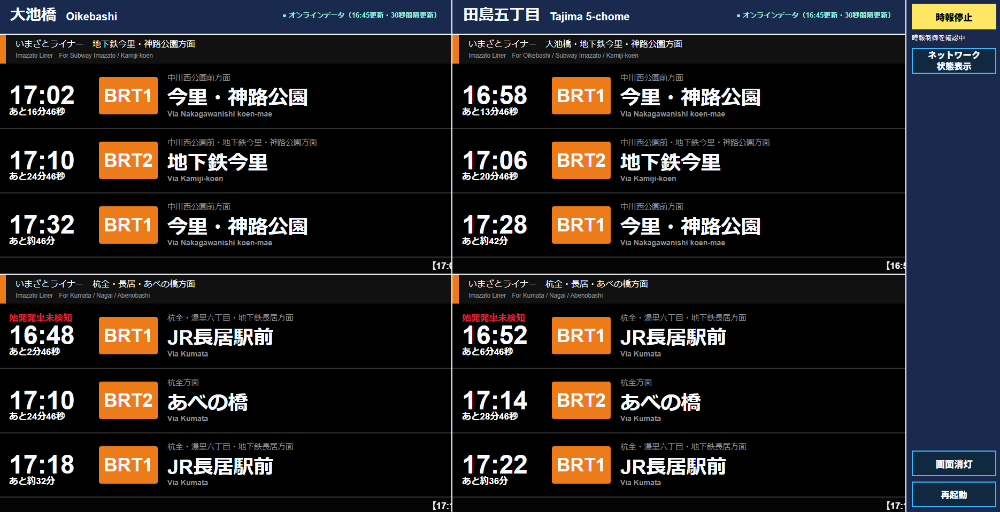 大池橋 Oikebashi
● オンラインデータ（16:45更新・30秒間隔更新）
いまざとライナー 地下鉄今里・神路公園方面
Imazato Liner For Subway Imazato / Kamiji-koen
中川西公園前方面
17:02 BRT1 今里・神路公園
あと16分46秒 Via Nakagawanishi koen-mae
中川西公園前・地下鉄今里・神路公園方面
17:10 BRT2 地下鉄今里
あと24分46秒 Via Kamiji-koen
中川西公園前方面
17:32 BRT1 今里・神路公園
あと約46分 Via Nakagawanishi koen-mae
【17:0
いまざとライナー 杭全・長居・あべの橋方面
Imazato Liner For Kumata / Nagai / Abenobashi
始発発車未検知 杭全・湯里六丁目・地下鉄長居方面
16:48 BRT1 JR長居駅前
あと2分46秒 Via Kumata
杭全方面
17:10 BRT2 あべの橋
あと24分46秒 Via Kumata
杭全・湯里六丁目・地下鉄長居方面
17:18 BRT1 JR長居駅前
あと約32分 Via Kumata
【17:1
田島五丁目 Tajima 5-chome
● オンラインデータ（16:45更新・30秒間隔更新）
いまざとライナー 大池橋・地下鉄今里・神路公園方面
Imazato Liner For Oikebashi / Subway Imazato / Kamiji-koen
中川西公園前方面
16:58 BRT1 今里・神路公園
あと13分46秒 Via Nakagawanishi koen-mae
中川西公園前・地下鉄今里・神路公園方面
17:06 BRT2 地下鉄今里
あと20分46秒 Via Kamiji-koen
中川西公園前方面
17:28 BRT1 今里・神路公園
あと約42分 Via Nakagawanishi koen-mae
【16:5
いまざとライナー 杭全・長居・あべの橋方面
Imazato Liner For Kumata / Nagai / Abenobashi
始発発車未検知 杭全・湯里六丁目・地下鉄長居方面
16:52 BRT1 JR長居駅前
あと6分46秒 Via Kumata
杭全方面
17:14 BRT2 あべの橋
あと28分46秒 Via Kumata
杭全・湯里六丁目・地下鉄長居方面
17:22 BRT1 JR長居駅前
あと約36分 Via Kumata
【17:1
時報停止
時報制御を確認中
ネットワーク
状態表示
画面消灯
再起動